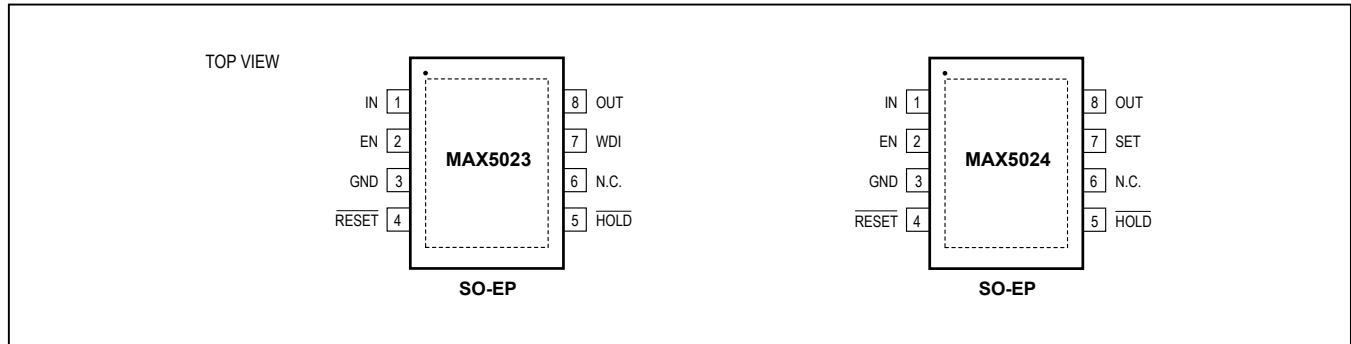 TOP VIEW
IN 1
EN 2
GND 3
RESET 4
MAX5023
8 OUT
7 WDI
6 N.C.
5 HOLD
SO-EP
IN 1
EN 2
GND 3
RESET 4
MAX5024
8 OUT
7 SET
6 N.C.
5 HOLD
SO-EP